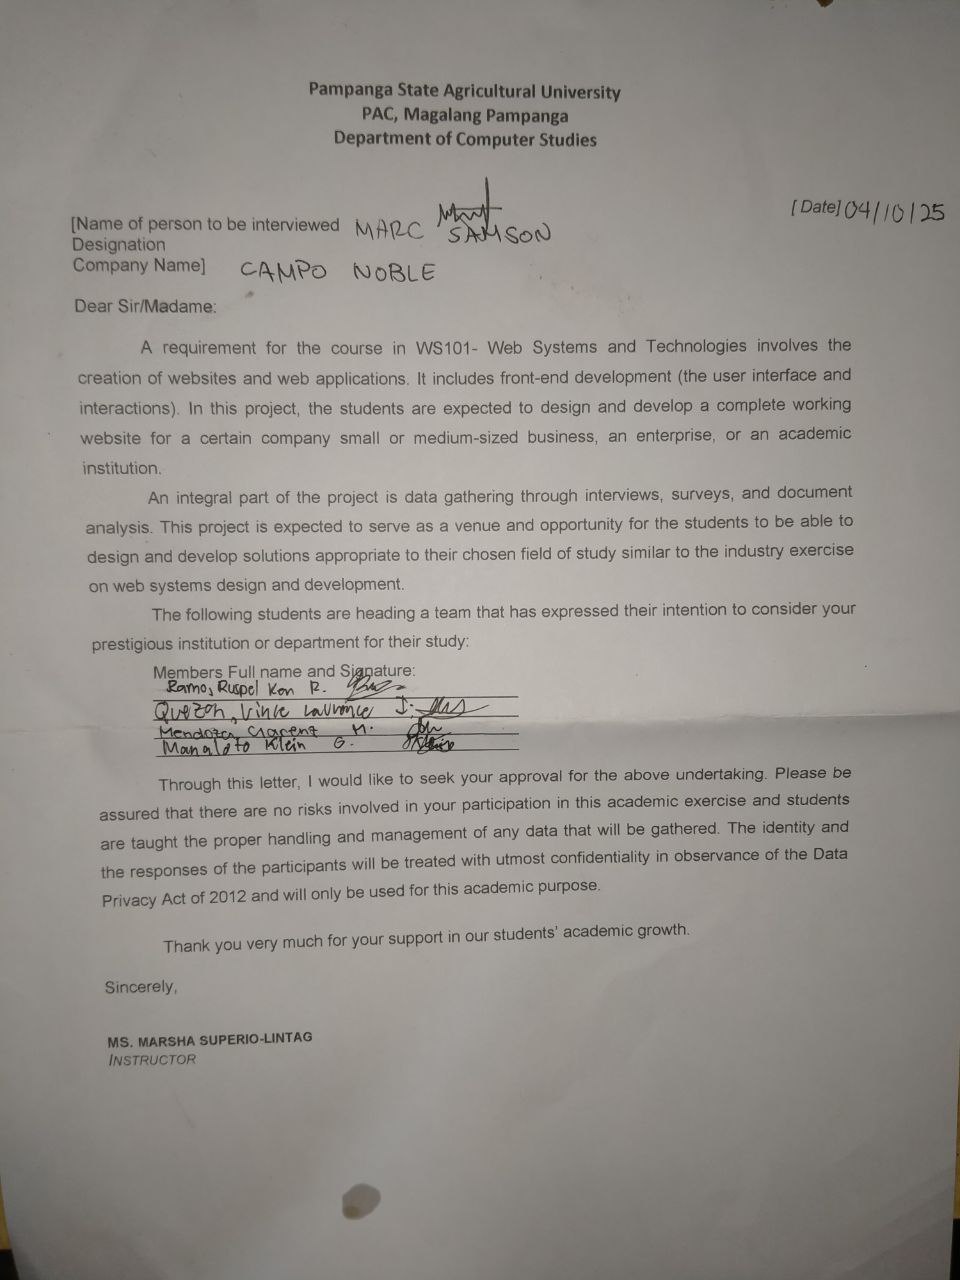 Pampanga State Agricultural University
PAC, Magalang Pampanga
Department of Computer Studies
[Date] 04/10/25
[Name of person to be interviewed MARC SAMSON
Designation
Company Name] CAMPO NOBLE
Dear Sir/Madame:
A requirement for the course in WS101- Web Systems and Technologies involves the
creation of websites and web applications. It includes front-end development (the user interface and
interactions). In this project, the students are expected to design and develop a complete working
website for a certain company small or medium-sized business, an enterprise, or an academic
institution.
An integral part of the project is data gathering through interviews, surveys, and document
analysis. This project is expected to serve as a venue and opportunity for the students to be able to
design and develop solutions appropriate to their chosen field of study similar to the industry exercise
on web systems design and development.
The following students are heading a team that has expressed their intention to consider your
prestigious institution or department for their study:
Members Full name and Signature:
Ramos, Ruspel Kon R.
Quezon, Vince Lawrence J.
Mendoza, Clarent M.
Manaloto Klein G.
Through this letter, I would like to seek your approval for the above undertaking. Please be
assured that there are no risks involved in your participation in this academic exercise and students
are taught the proper handling and management of any data that will be gathered. The identity and
the responses of the participants will be treated with utmost confidentiality in observance of the Data
Privacy Act of 2012 and will only be used for this academic purpose.
Thank you very much for your support in our students' academic growth.
Sincerely,
MS. MARSHA SUPERIO-LINTAG
INSTRUCTOR